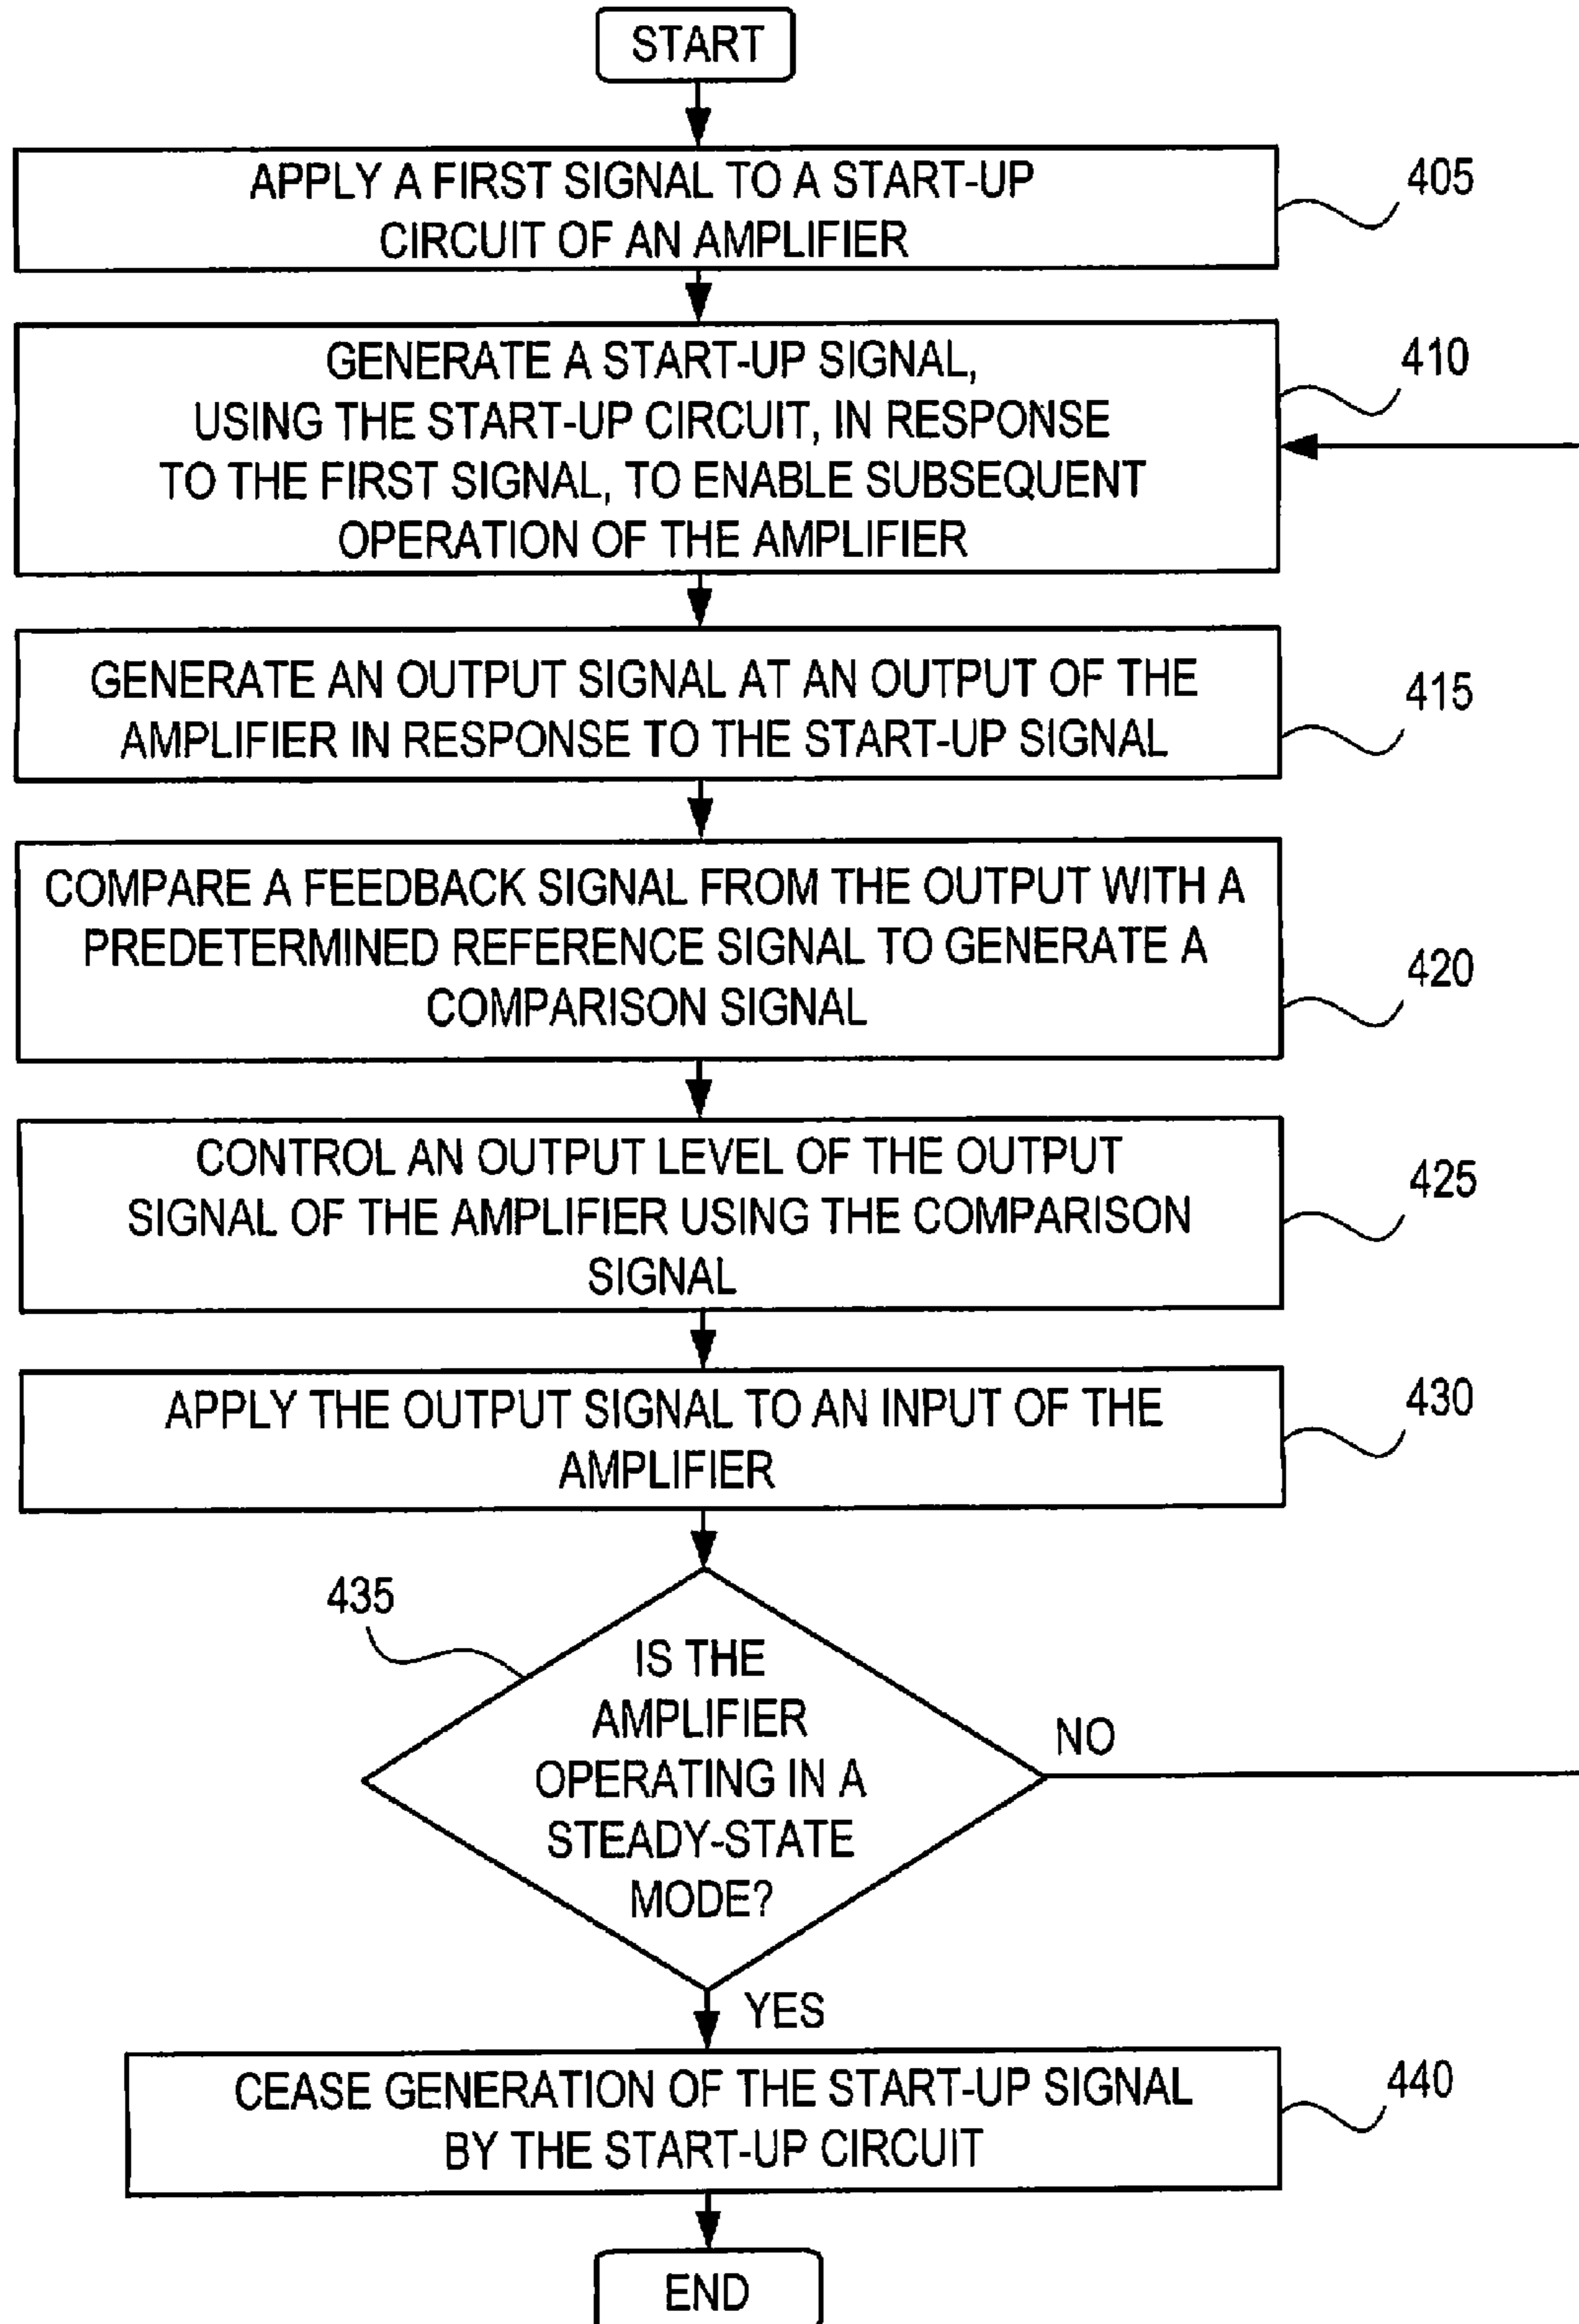 START
APPLY A FIRST SIGNAL TO A START-UP
CIRCUIT OF AN AMPLIFIER
405
GENERATE A START-UP SIGNAL,
USING THE START-UP CIRCUIT, IN RESPONSE
TO THE FIRST SIGNAL, TO ENABLE SUBSEQUENT
OPERATION OF THE AMPLIFIER
410
GENERATE AN OUTPUT SIGNAL AT AN OUTPUT OF THE
AMPLIFIER IN RESPONSE TO THE START-UP SIGNAL
415
COMPARE A FEEDBACK SIGNAL FROM THE OUTPUT WITH A
PREDETERMINED REFERENCE SIGNAL TO GENERATE A
COMPARISON SIGNAL
420
CONTROL AN OUTPUT LEVEL OF THE OUTPUT
SIGNAL OF THE AMPLIFIER USING THE COMPARISON
SIGNAL
425
APPLY THE OUTPUT SIGNAL TO AN INPUT OF THE
AMPLIFIER
430
435
IS THE
AMPLIFIER
OPERATING IN A
STEADY-STATE
MODE?
NO
YES
CEASE GENERATION OF THE START-UP SIGNAL
BY THE START-UP CIRCUIT
440
END